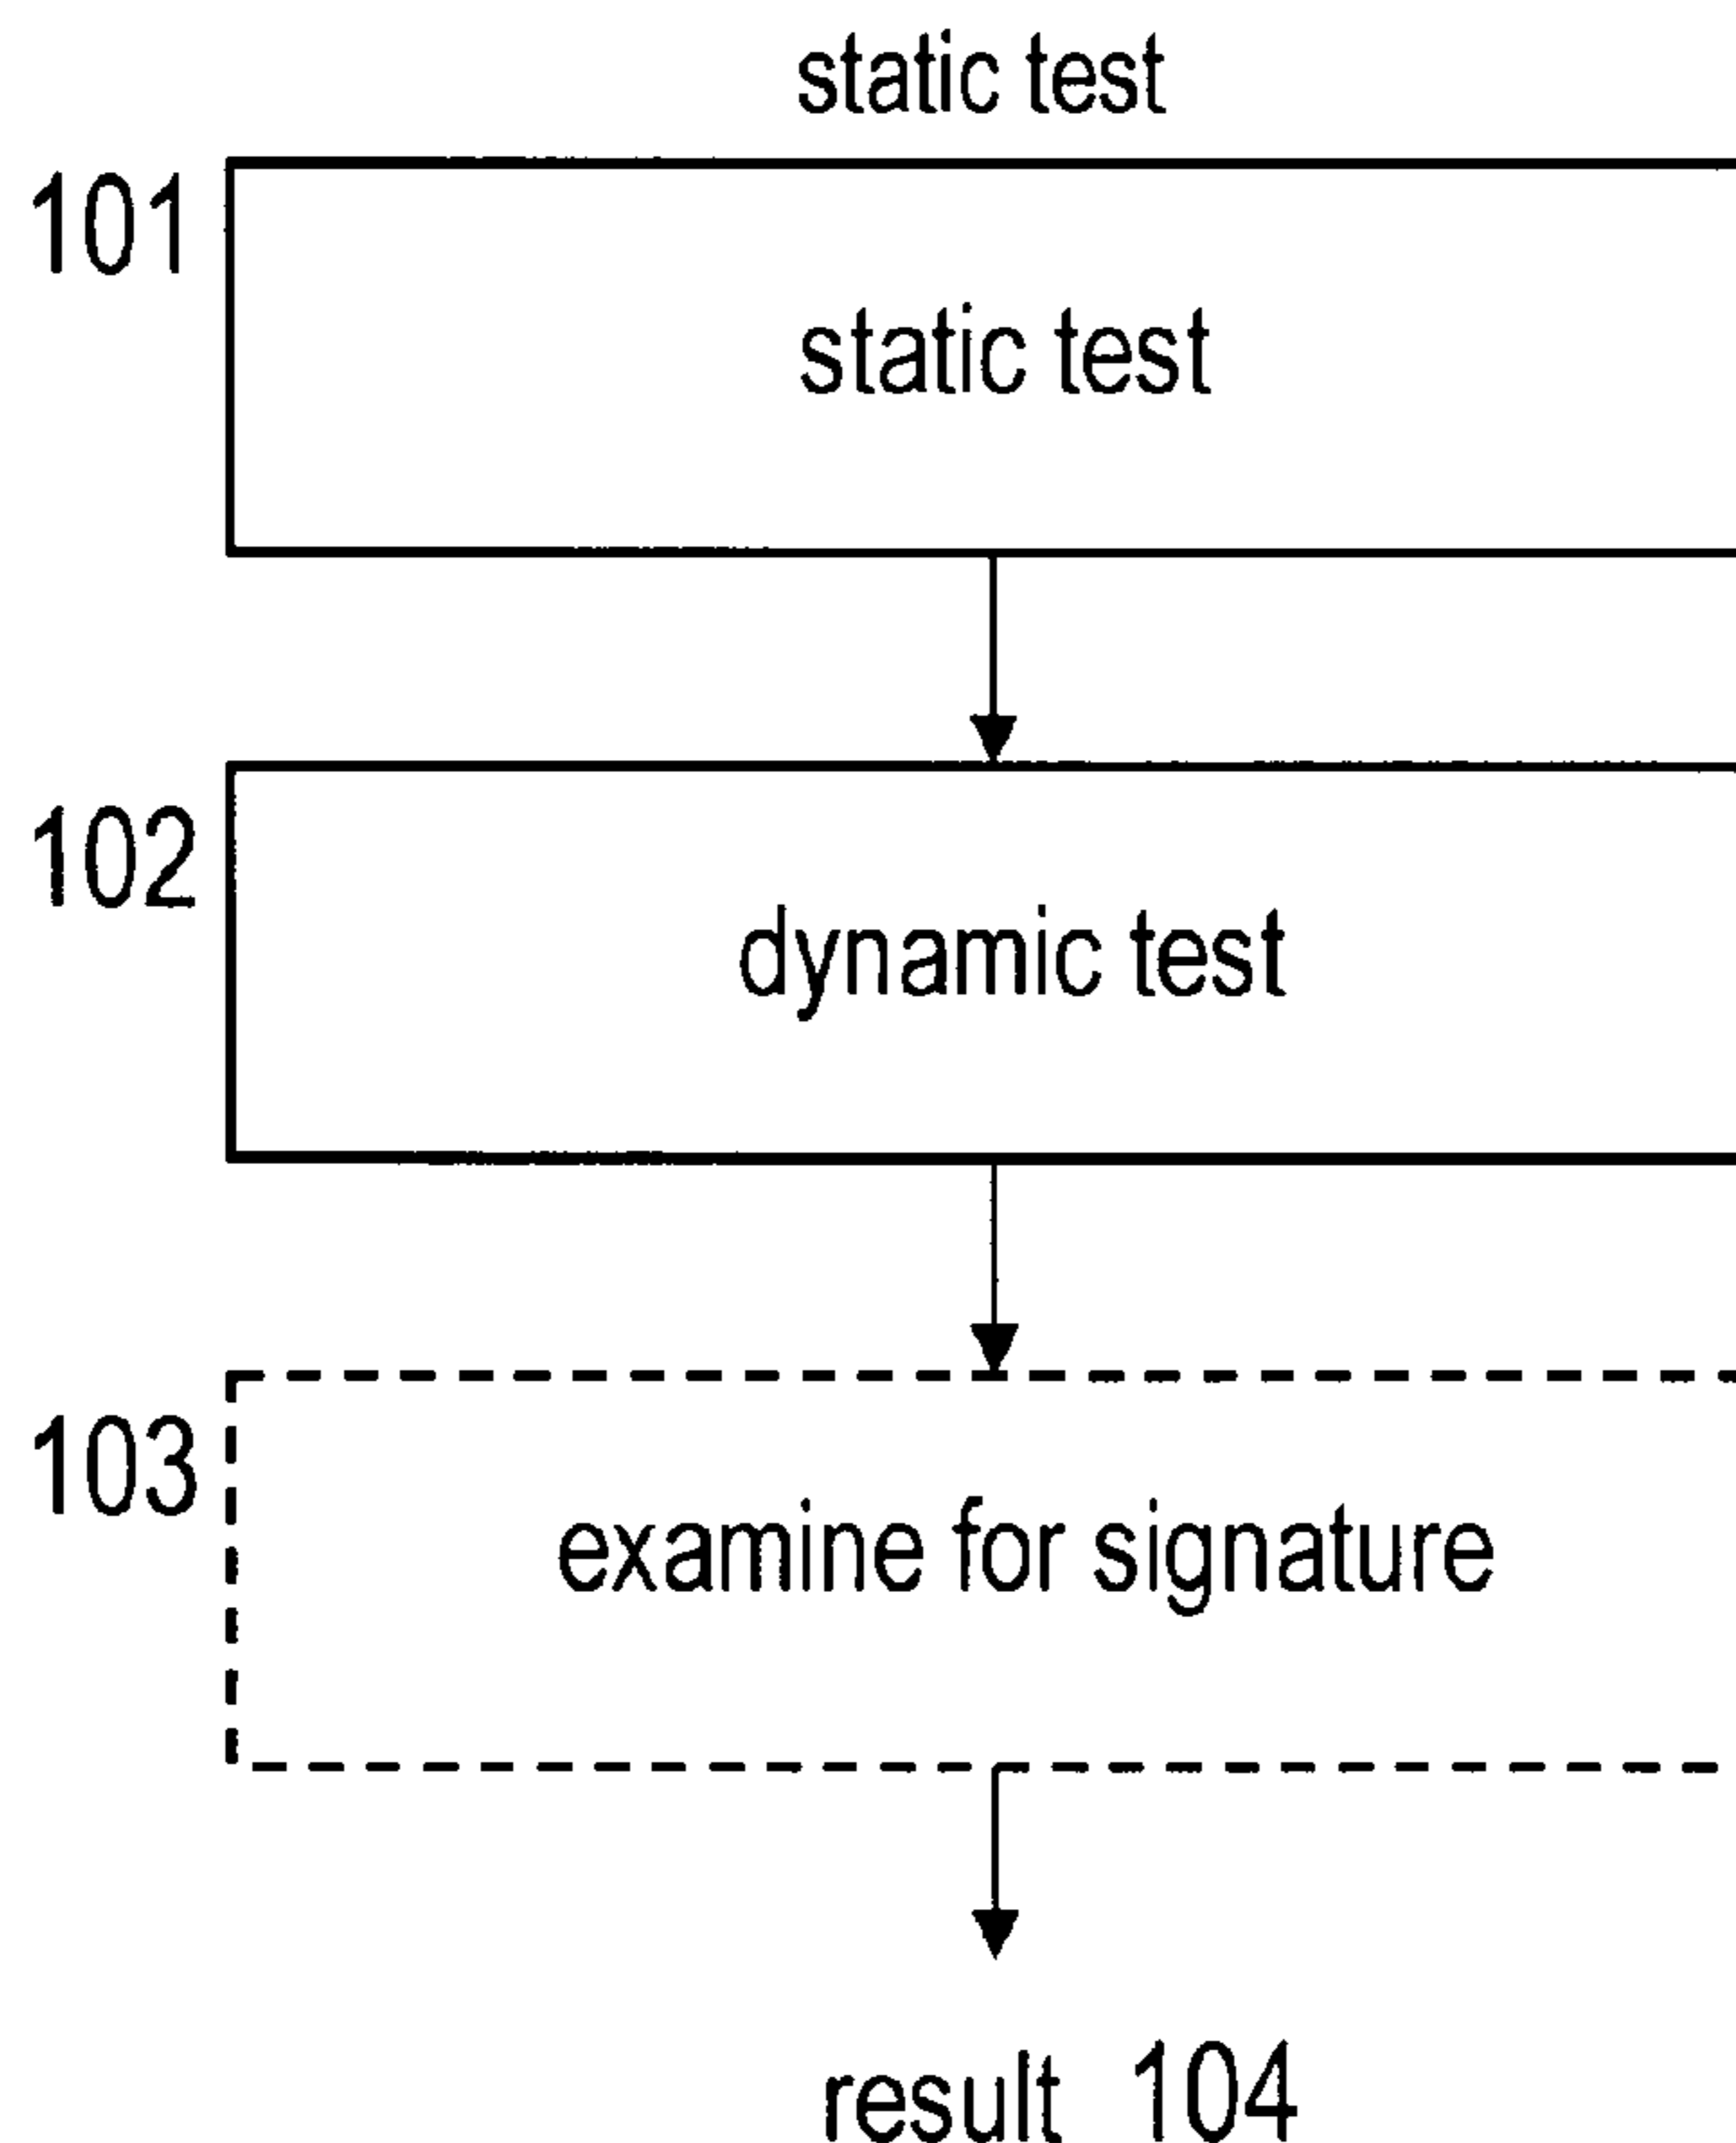 static test
101
static test
102
dynamic test
103
examine for signature
result 104